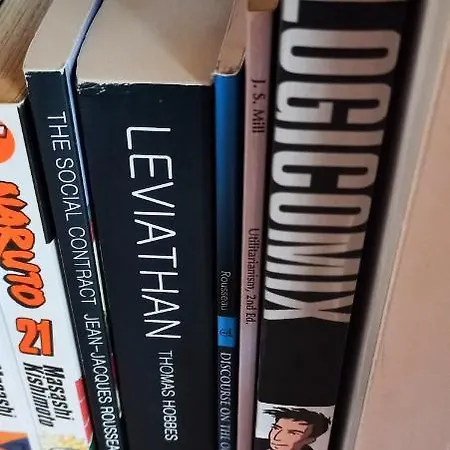 NARUTO
21
Masashi
Kishimoto
THE SOCIAL CONTRACT JEAN-JACQUES ROUSSEA
LEVIATHAN THOMAS HOBBES
Rousseau
DISCOURSE ON THE O
J. S. Mill
Utilitarianism, 2nd Ed.
LOGICOMIX